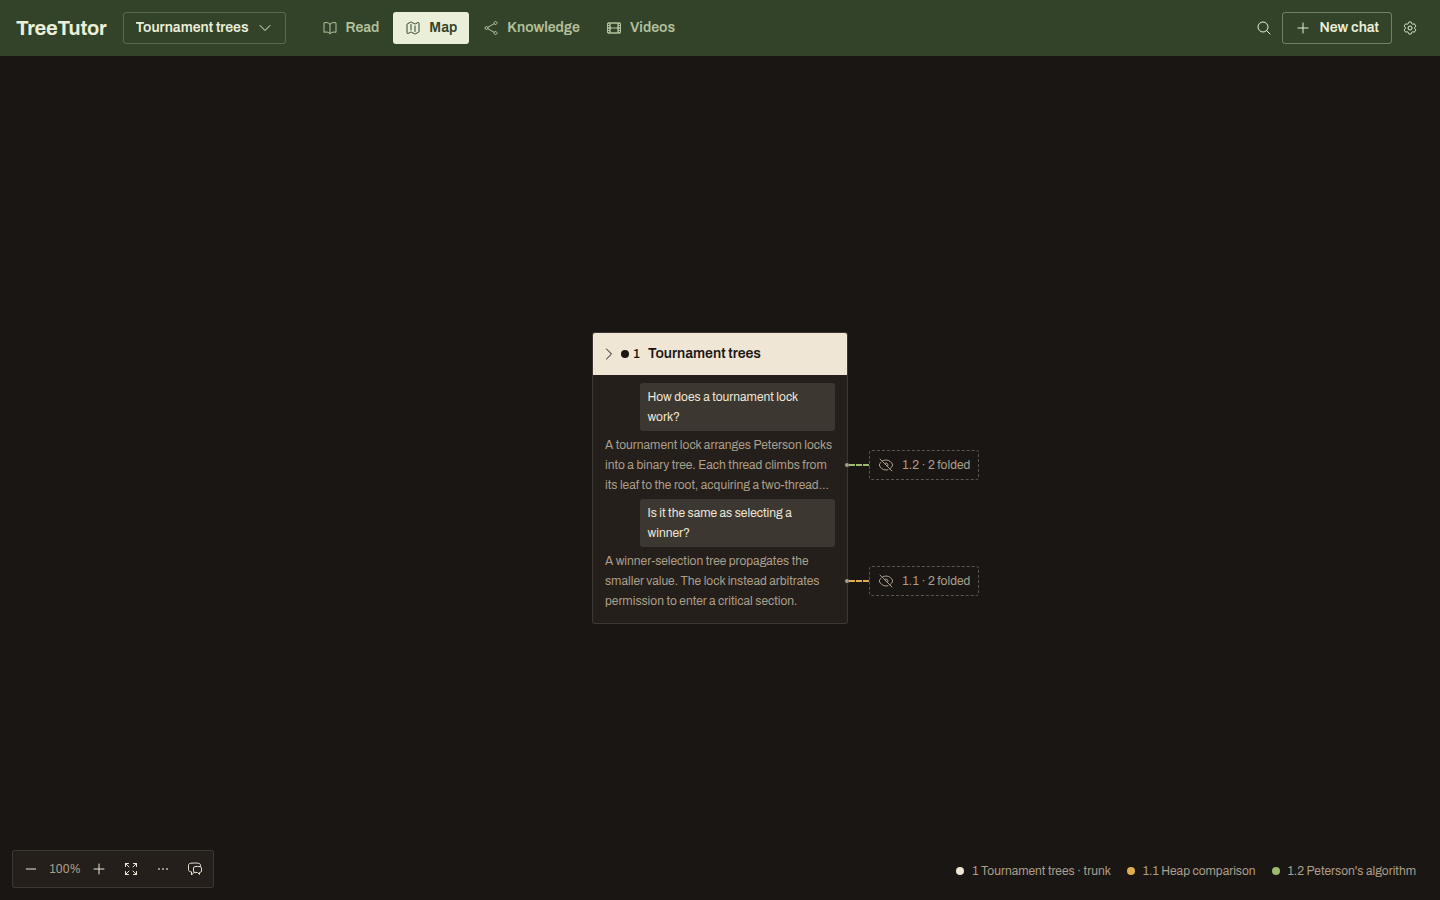 TreeTutor
Tournament trees
Read
Map
Knowledge
Videos
New chat
1 Tournament trees
How does a tournament lock
work?
A tournament lock arranges Peterson locks
into a binary tree. Each thread climbs from
its leaf to the root, acquiring a two-thread...
1.2 · 2 folded
Is it the same as selecting a
winner?
A winner-selection tree propagates the
smaller value. The lock instead arbitrates
permission to enter a critical section.
1.1 · 2 folded
100%
1 Tournament trees · trunk
1.1 Heap comparison
1.2 Peterson's algorithm